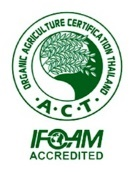 ORGANIC AGRICULTURE CERTIFICATION THAILAND
• A • C • T •
IFOAM
ACCREDITED